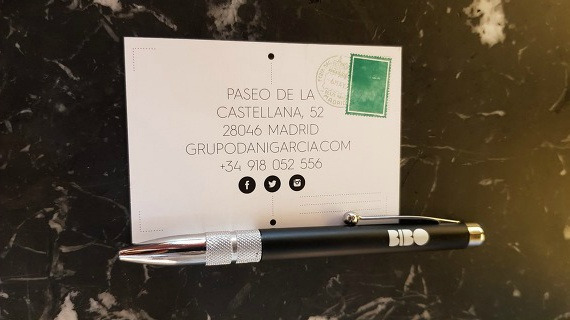 PASEO DE LA
CASTELLANA, 52
28046 MADRID
GRUPODANIGARCIA.COM
+34 918 052 556
BIBO